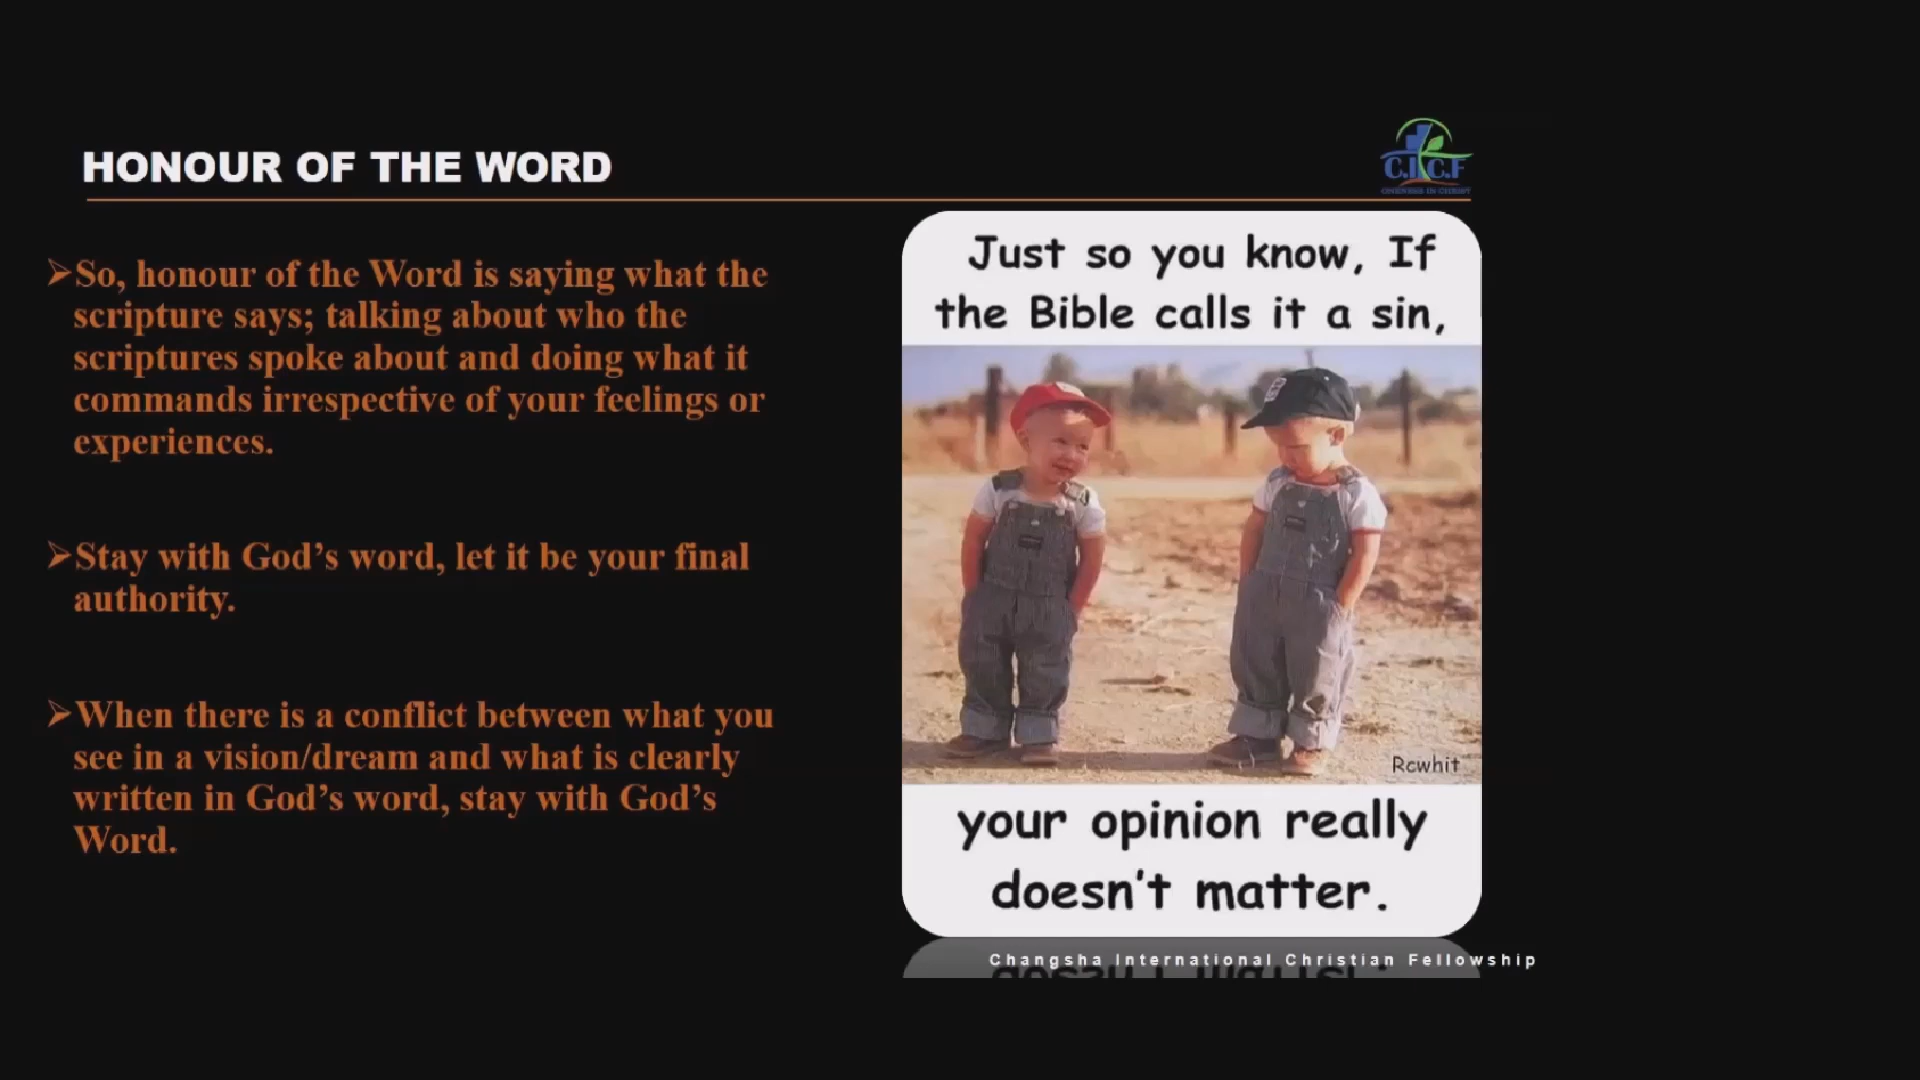 HONOUR OF THE WORD
C.I.C.F
➢So, honour of the Word is saying what the
scripture says; talking about who the
scriptures spoke about and doing what it
commands irrespective of your feelings or
experiences.
➢Stay with God’s word, let it be your final
authority.
➢When there is a conflict between what you
see in a vision/dream and what is clearly
written in God’s word, stay with God’s
Word.
Just so you know, If
the Bible calls it a sin,
Rcwhit
your opinion really
doesn't matter.
Changsha International Christian Fellowship